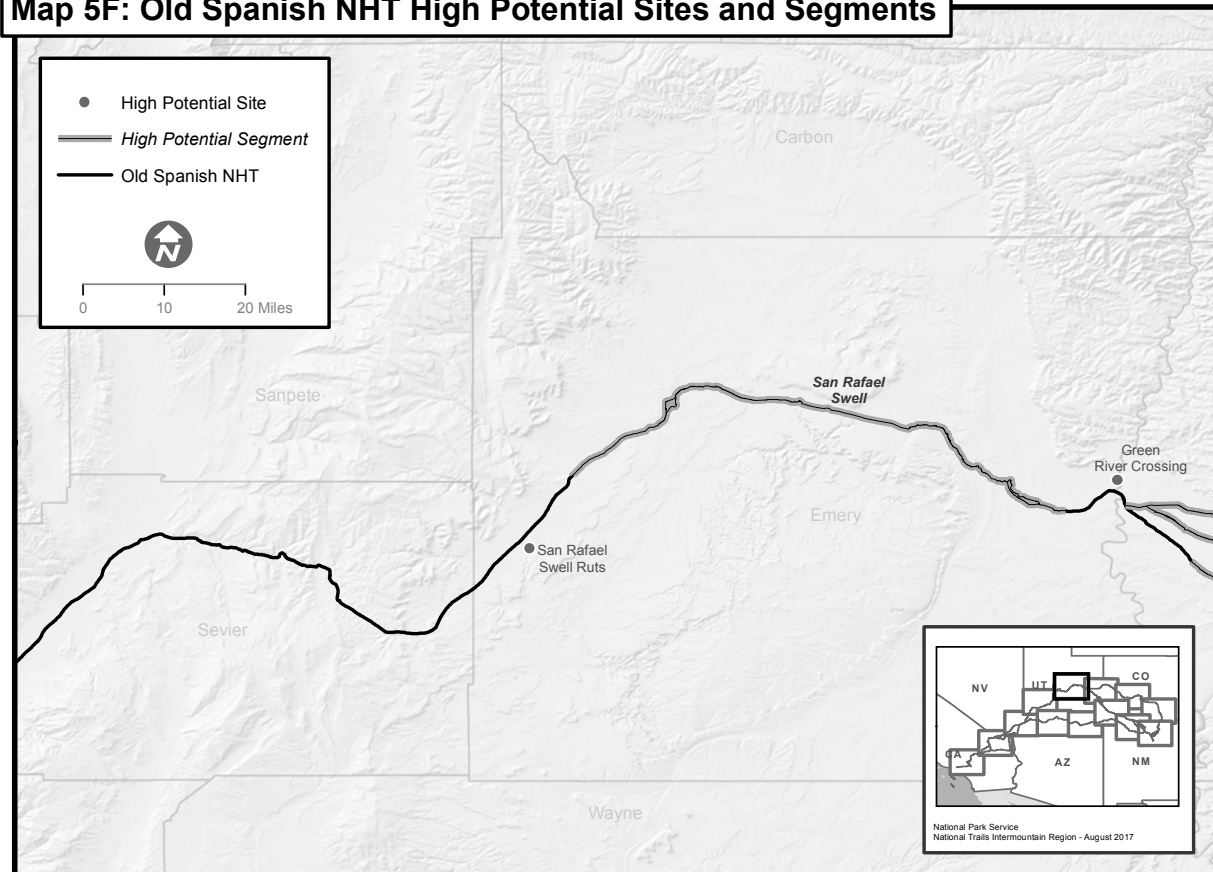 Map 5F: Old Spanish NHT High Potential Sites and Segments
High Potential Site
High Potential Segment
Old Spanish NHT
N
0 10 20 Miles
Carbon
Sanpete
San Rafael
Swell
Green
River Crossing
Emery
San Rafael
Swell Ruts
Sevier
Wayne
NV
UT
CO
CA
AZ
NM
National Park Service
National Trails Intermountain Region - August 2017